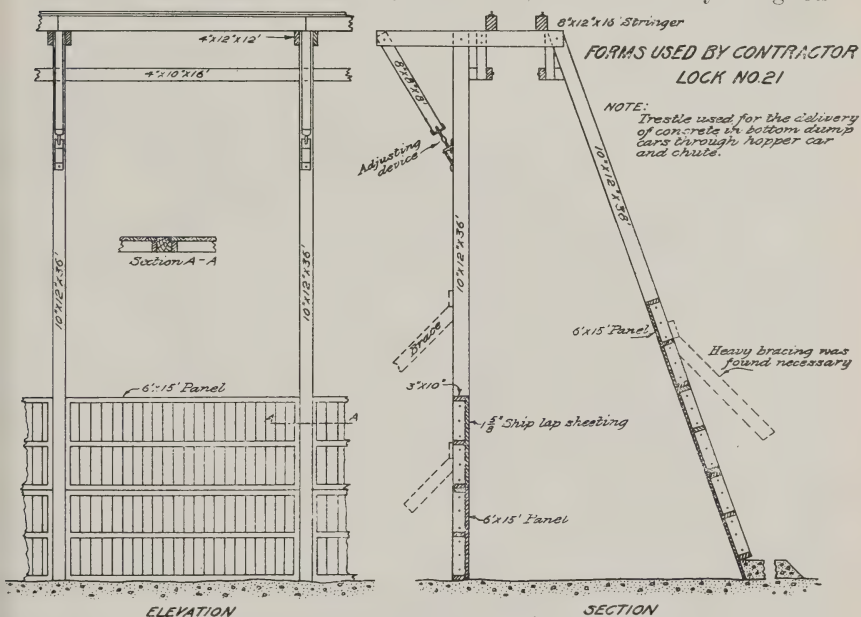 8"x12"x16' Stringer
FORMS USED BY CONTRACTOR
LOCK NO.21
NOTE:
Trestle used for the delivery
of concrete in bottom dump
cars through hopper car
and chute.
4"x12"x12'
4"x10"x16'
8"x8"x8'
Adjusting
device
10"x12"x36'
10"x12"x36'
10"x12"x36'
10"x12"x38'
Section A-A
Brace
6'x15' Panel
Heavy bracing was
found necessary
6'x15' Panel
A
A
3"x10"
1 5/8" Ship lap sheeting
6'x15' Panel
ELEVATION
SECTION